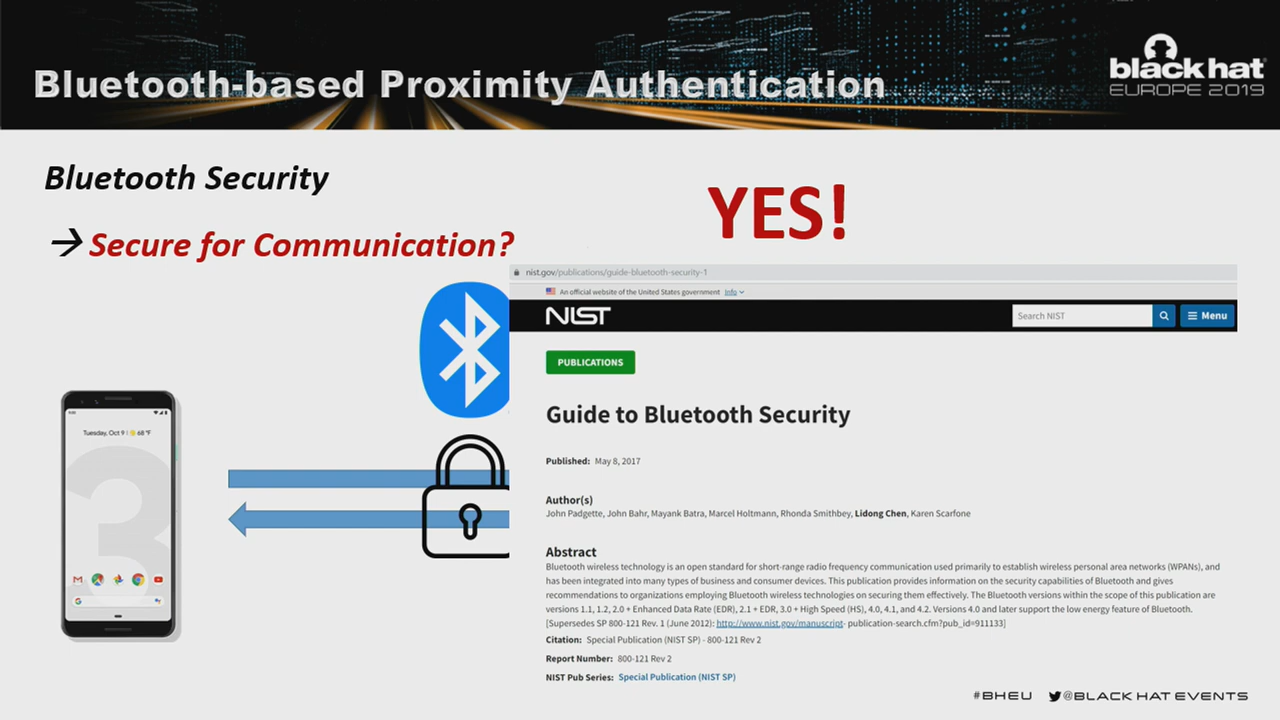 Bluetooth-based Proximity Authentication
black hat
EUROPE 2019
Bluetooth Security
→ Secure for Communication?
YES!
nist.gov/publications/guide-bluetooth-security-1
An official website of the United States government Info
NIST
Search NIST
Menu
PUBLICATIONS
Guide to Bluetooth Security
Published: May 8, 2017
Author(s)
John Padgette, John Bahr, Mayank Batra, Marcel Holtmann, Rhonda Smithbey, Lidong Chen, Karen Scarfone
Abstract
Bluetooth wireless technology is an open standard for short-range radio frequency communication used primarily to establish wireless personal area networks (WPANs), and
has been integrated into many types of business and consumer devices. This publication provides information on the security capabilities of Bluetooth and gives
recommendations to organizations employing Bluetooth wireless technologies on securing them effectively. The Bluetooth versions within the scope of this publication are
versions 1.1, 1.2, 2.0 + Enhanced Data Rate (EDR), 2.1 + EDR, 3.0 + High Speed (HS), 4.0, 4.1, and 4.2. Versions 4.0 and later support the low energy feature of Bluetooth.
[Supersedes SP 800-121 Rev. 1 (June 2012): http://www.nist.gov/manuscript- publication-search.cfm?pub_id=911133]
Citation: Special Publication (NIST SP) - 800-121 Rev 2
Report Number: 800-121 Rev 2
NIST Pub Series: Special Publication (NIST SP)
Tuesday, Oct 9 | 68 °F
3
#BHEU @BLACK HAT EVENTS